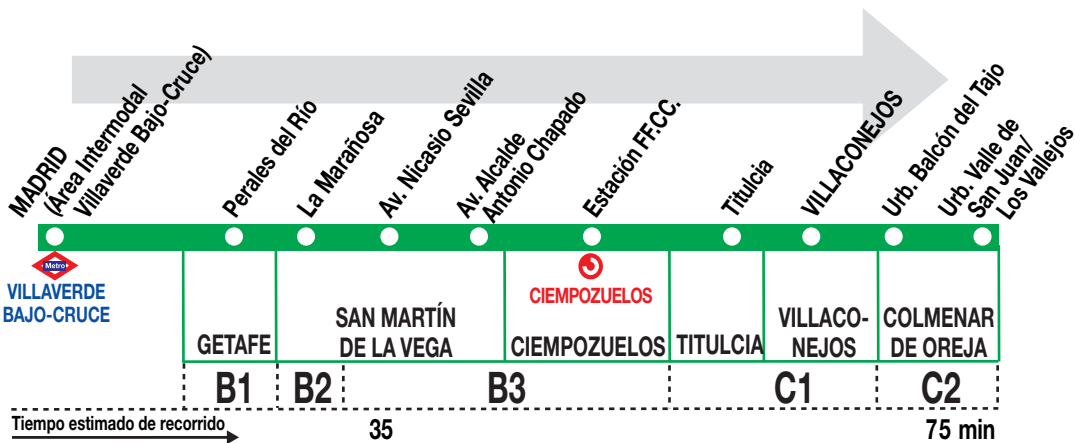 MADRID
(Área Intermodal
Villaverde Bajo-Cruce)
Perales del Río
La Marañosa
Av. Nicasio Sevilla
Av. Alcalde
Antonio Chapado
Estación FF.CC.
Titulcia
VILLACONEJOS
Urb. Balcón del Tajo
Urb. Valle de
San Juan/
Los Vallejos
Metro
VILLAVERDE
BAJO-CRUCE
CIEMPOZUELOS
GETAFE
SAN MARTÍN
DE LA VEGA
CIEMPOZUELOS
TITULCIA
VILLACO-
NEJOS
COLMENAR
DE OREJA
B1
B2
B3
C1
C2
Tiempo estimado de recorrido
35
75 min